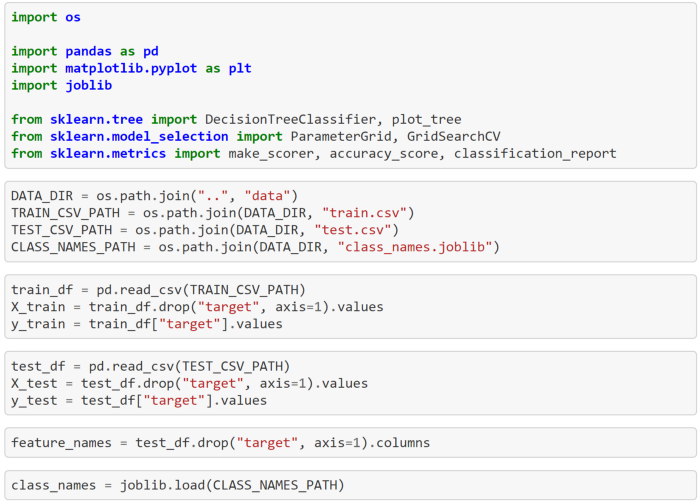 import os
import pandas as pd
import matplotlib.pyplot as plt
import joblib
from sklearn.tree import DecisionTreeClassifier, plot_tree
from sklearn.model_selection import ParameterGrid, GridSearchCV
from sklearn.metrics import make_scorer, accuracy_score, classification_report
DATA_DIR = os.path.join("..", "data")
TRAIN_CSV_PATH = os.path.join(DATA_DIR, "train.csv")
TEST_CSV_PATH = os.path.join(DATA_DIR, "test.csv")
CLASS_NAMES_PATH = os.path.join(DATA_DIR, "class_names.joblib")
train_df = pd.read_csv(TRAIN_CSV_PATH)
X_train = train_df.drop("target", axis=1).values
y_train = train_df["target"].values
test_df = pd.read_csv(TEST_CSV_PATH)
X_test = test_df.drop("target", axis=1).values
y_test = test_df["target"].values
feature_names = test_df.drop("target", axis=1).columns
class_names = joblib.load(CLASS_NAMES_PATH)